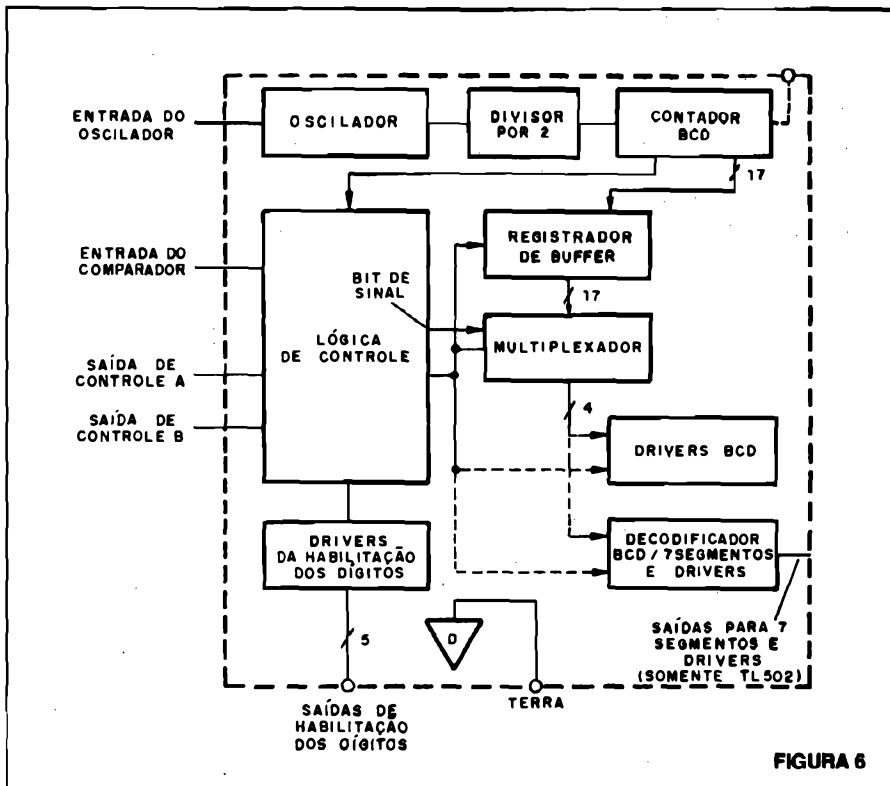 ENTRADA DO
OSCILADOR
OSCILADOR
DIVISOR
POR 2
CONTADOR
BCD
17
ENTRADA DO
COMPARADOR
BIT DE
SINAL
REGISTRADOR
DE BUFFER
17
LÓGICA
DE CONTROLE
MULTIPLEXADOR
SAÍDA DE
CONTROLE A
4
SAÍDA DE
CONTROLE B
DRIVERS BCD
DRIVERS
DA HABILITAÇÃO
DOS DÍGITOS
DECODIFICADOR
BCD / 7SEGMENTOS
E DRIVERS
5
D
SAÍDAS PARA 7
SEGMENTOS E
DRIVERS
(SOMENTE TL502)
TERRA
SAÍDAS DE
HABILITAÇÃO
DOS DÍGITOS
FIGURA 6